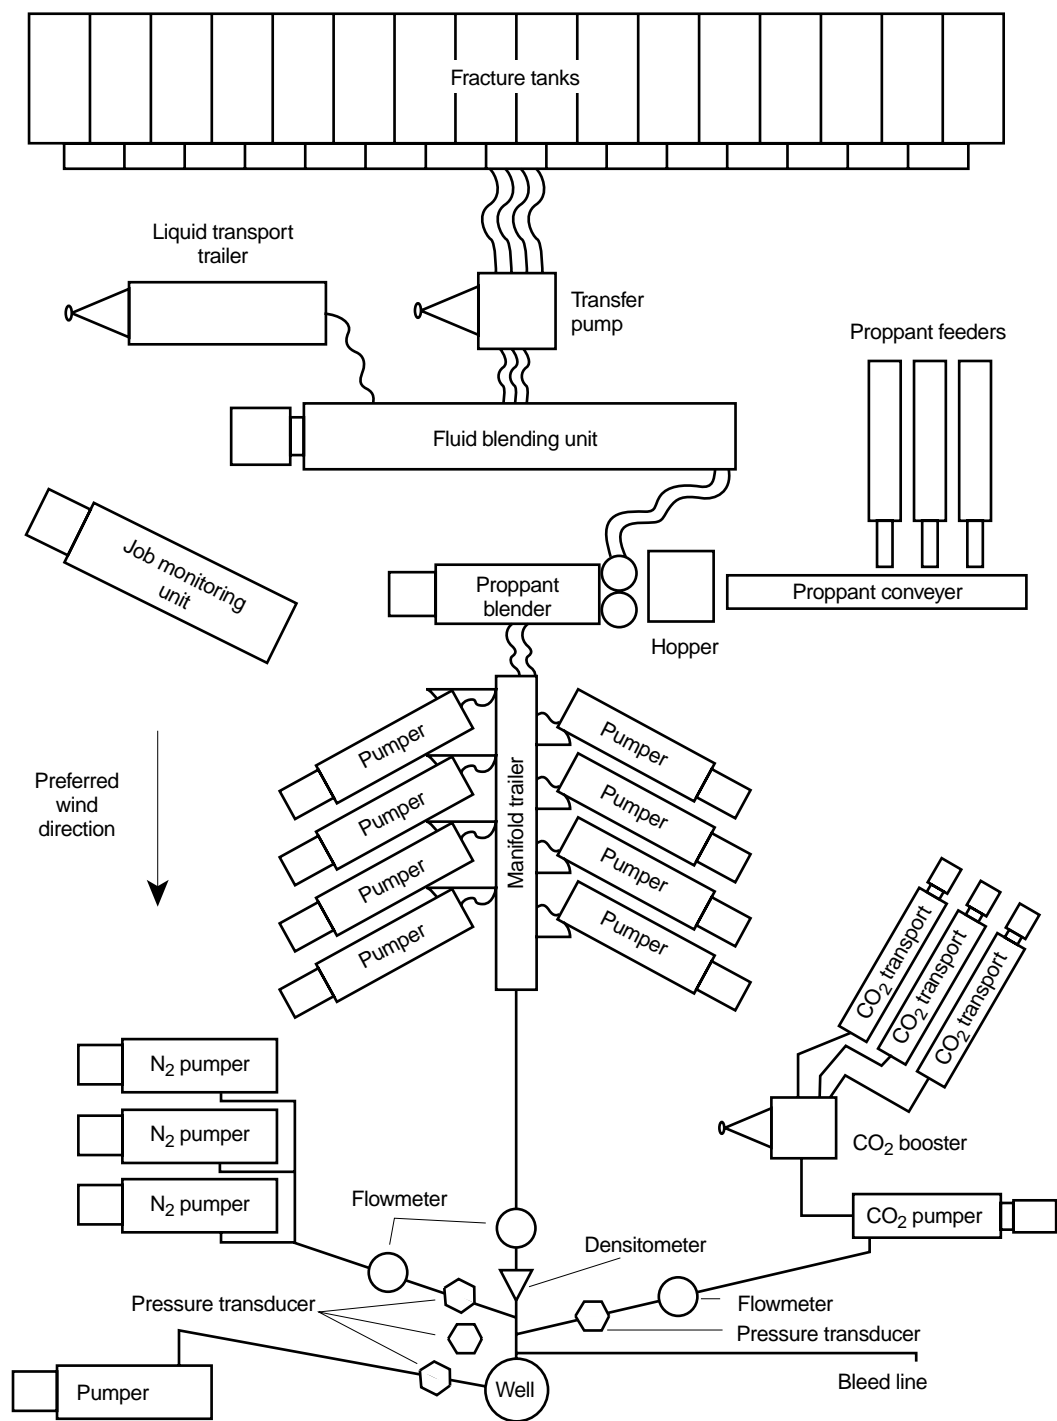 Fracture tanks
Liquid transport
trailer
Transfer
pump
Proppant feeders
Fluid blending unit
Job monitoring
unit
Proppant
blender
Proppant conveyer
Hopper
Pumper
Pumper
Pumper
Pumper
Manifold trailer
Pumper
Pumper
Pumper
Pumper
Preferred
wind
direction
CO2 transport
CO2 transport
CO2 transport
N2 pumper
N2 pumper
N2 pumper
CO2 booster
Flowmeter
CO2 pumper
Densitometer
Pressure transducer
Flowmeter
Pressure transducer
Pumper
Well
Bleed line